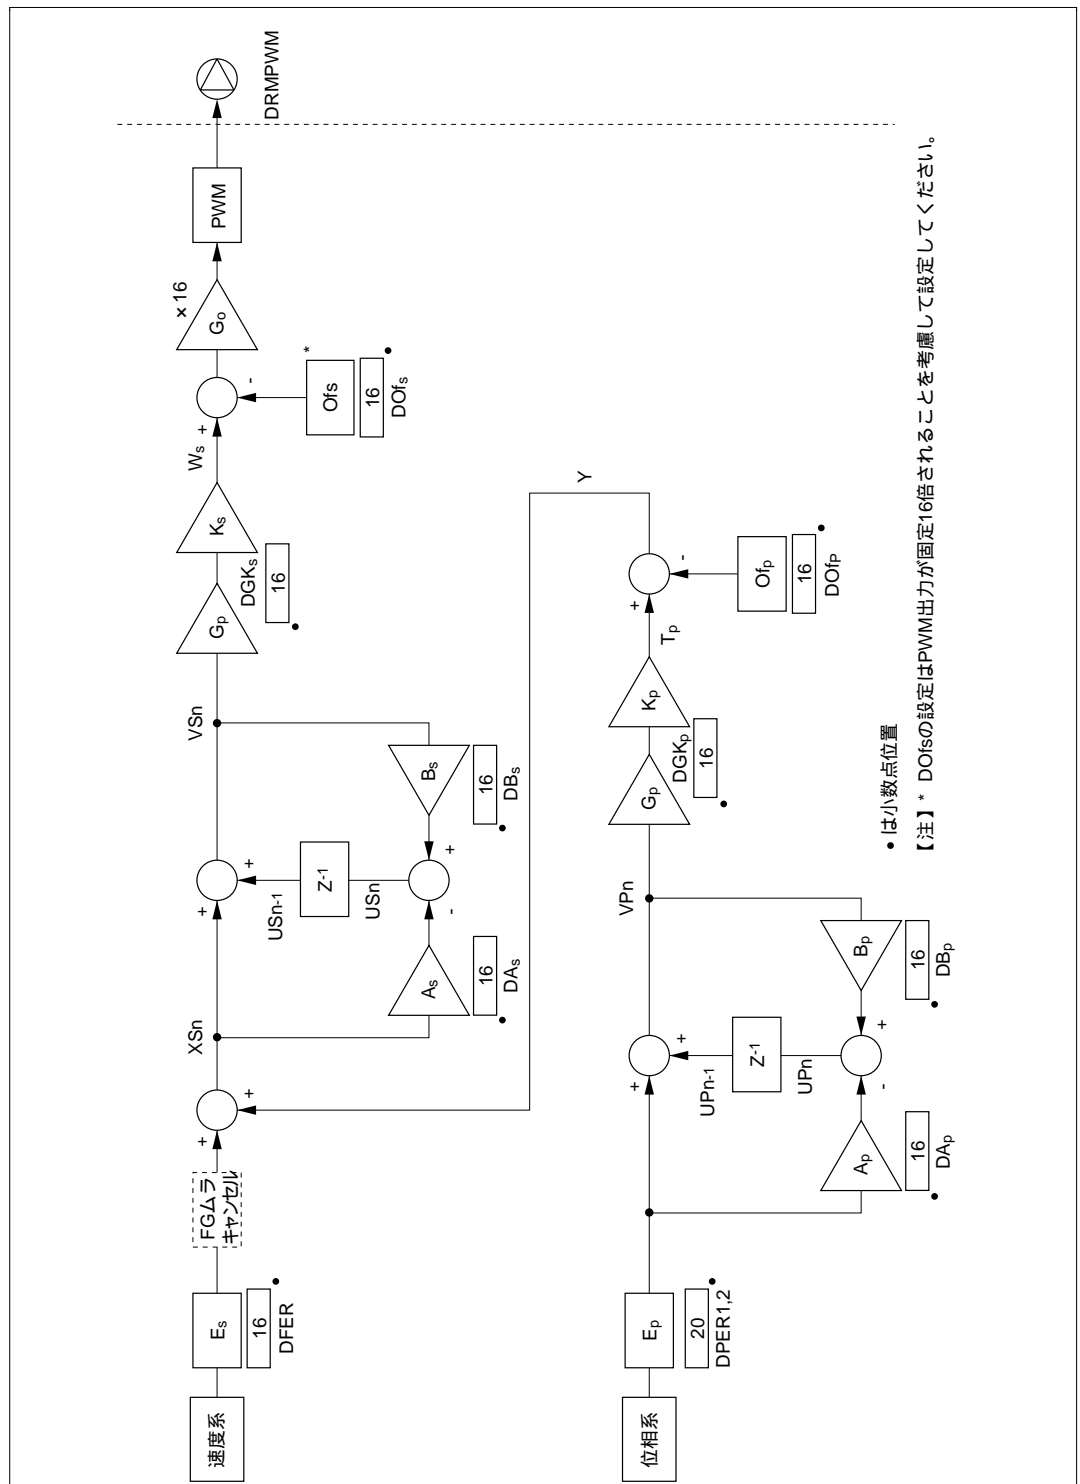 速度系
Es
16
DFER
FGムラ
キャンセル
+
+
XSn
As
16
DAs
-
+
USn
Z-1
USn-1
+
+
Bs
16
DBs
VSn
Gp
Ks
DGKs
16
Ws
+
-
Ofs
*
16
DOfs
Go
×16
PWM
DRMPWM
位相系
Ep
20
DPER1,2
Ap
16
DAp
-
+
UPn
Z-1
UPn-1
+
+
Bp
16
DBp
VPn
Gp
Kp
DGKp
16
Tp
+
-
Ofp
16
DOfP
Y
●は小数点位置
【注】* DOfsの設定はPWM出力が固定16倍されることを考慮して設定してください。